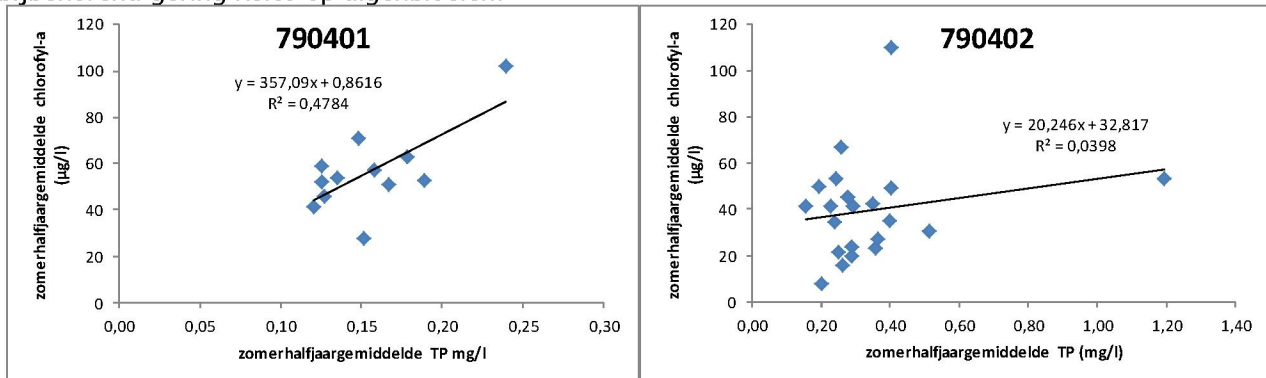 790401
y = 357,09x + 0,8616
R² = 0,4784
zomerhalfjaargemiddelde chlorofyl-a
(µg/l)
120
100
80
60
40
20
0
0,00 0,05 0,10 0,15 0,20 0,25 0,30
zomerhalfjaargemiddelde TP mg/l
790402
y = 20,246x + 32,817
R² = 0,0398
zomerhalfjaargemiddelde chlorofyl-a
(µg/l)
120
100
80
60
40
20
0
0,00 0,20 0,40 0,60 0,80 1,00 1,20 1,40
zomerhalfjaargemiddelde TP (mg/l)